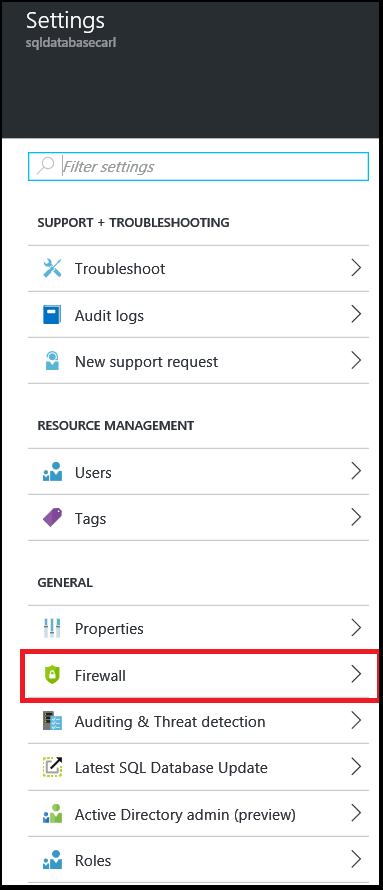 Settings
sqldatabasecarl
Filter settings
SUPPORT + TROUBLESHOOTING
Troubleshoot
Audit logs
New support request
RESOURCE MANAGEMENT
Users
Tags
GENERAL
Properties
Firewall
Auditing & Threat detection
Latest SQL Database Update
Active Directory admin (preview)
Roles